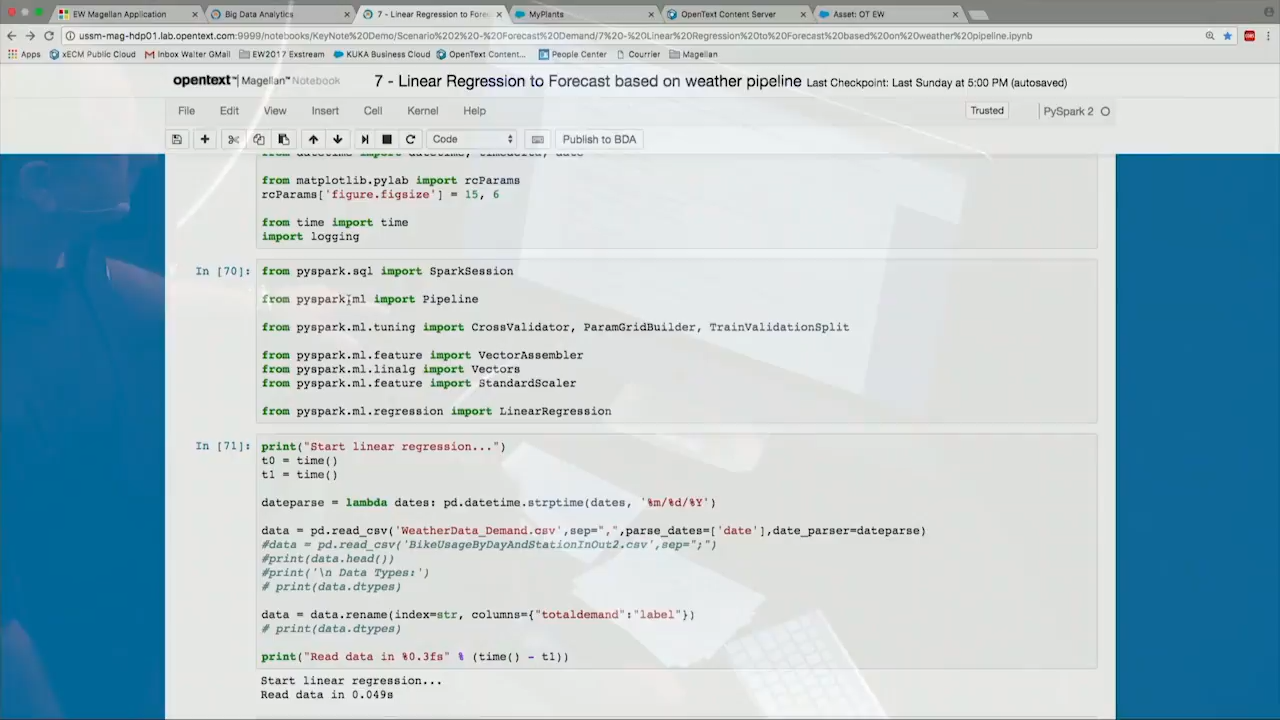 EW Magellan Application
Big Data Analytics
7 - Linear Regression to Forec
MyPlants
OpenText Content Server
Asset: OT EW
ussm-mag-hdp01.lab.opentext.com:9999/notebooks/KeyNote%20Demo/Scenario%202%20-%20Forecast%20Demand/7%20-%20Linear%20Regression%20to%20Forecast%20based%20on%20weather%20pipeline.ipynb
Apps
xECM Public Cloud
Inbox Walter GMail
EW2017 Exstream
KUKA Business Cloud
OpenText Content...
People Center
Courrier
Magellan
opentext™ | Magellan™ Notebook
7 - Linear Regression to Forecast based on weather pipeline Last Checkpoint: Last Sunday at 5:00 PM (autosaved)
File Edit View Insert Cell Kernel Help
Trusted
PySpark 2
Code
Publish to BDA
from datetime import datetime, timedelta, date
from matplotlib.pylab import rcParams
rcParams['figure.figsize'] = 15, 6
from time import time
import logging
In [70]:
from pyspark.sql import SparkSession
from pyspark.ml import Pipeline
from pyspark.ml.tuning import CrossValidator, ParamGridBuilder, TrainValidationSplit
from pyspark.ml.feature import VectorAssembler
from pyspark.ml.linalg import Vectors
from pyspark.ml.feature import StandardScaler
from pyspark.ml.regression import LinearRegression
In [71]:
print("Start linear regression...")
t0 = time()
t1 = time()
dateparse = lambda dates: pd.datetime.strptime(dates, '%m/%d/%Y')
data = pd.read_csv('WeatherData_Demand.csv',sep=",",parse_dates=['date'],date_parser=dateparse)
#data = pd.read_csv('BikeUsageByDayAndStationInOut2.csv',sep=";")
#print(data.head())
#print('\n Data Types:')
# print(data.dtypes)
data = data.rename(index=str, columns={"totaldemand":"label"})
# print(data.dtypes)
print("Read data in %0.3fs" % (time() - t1))
Start linear regression...
Read data in 0.049s